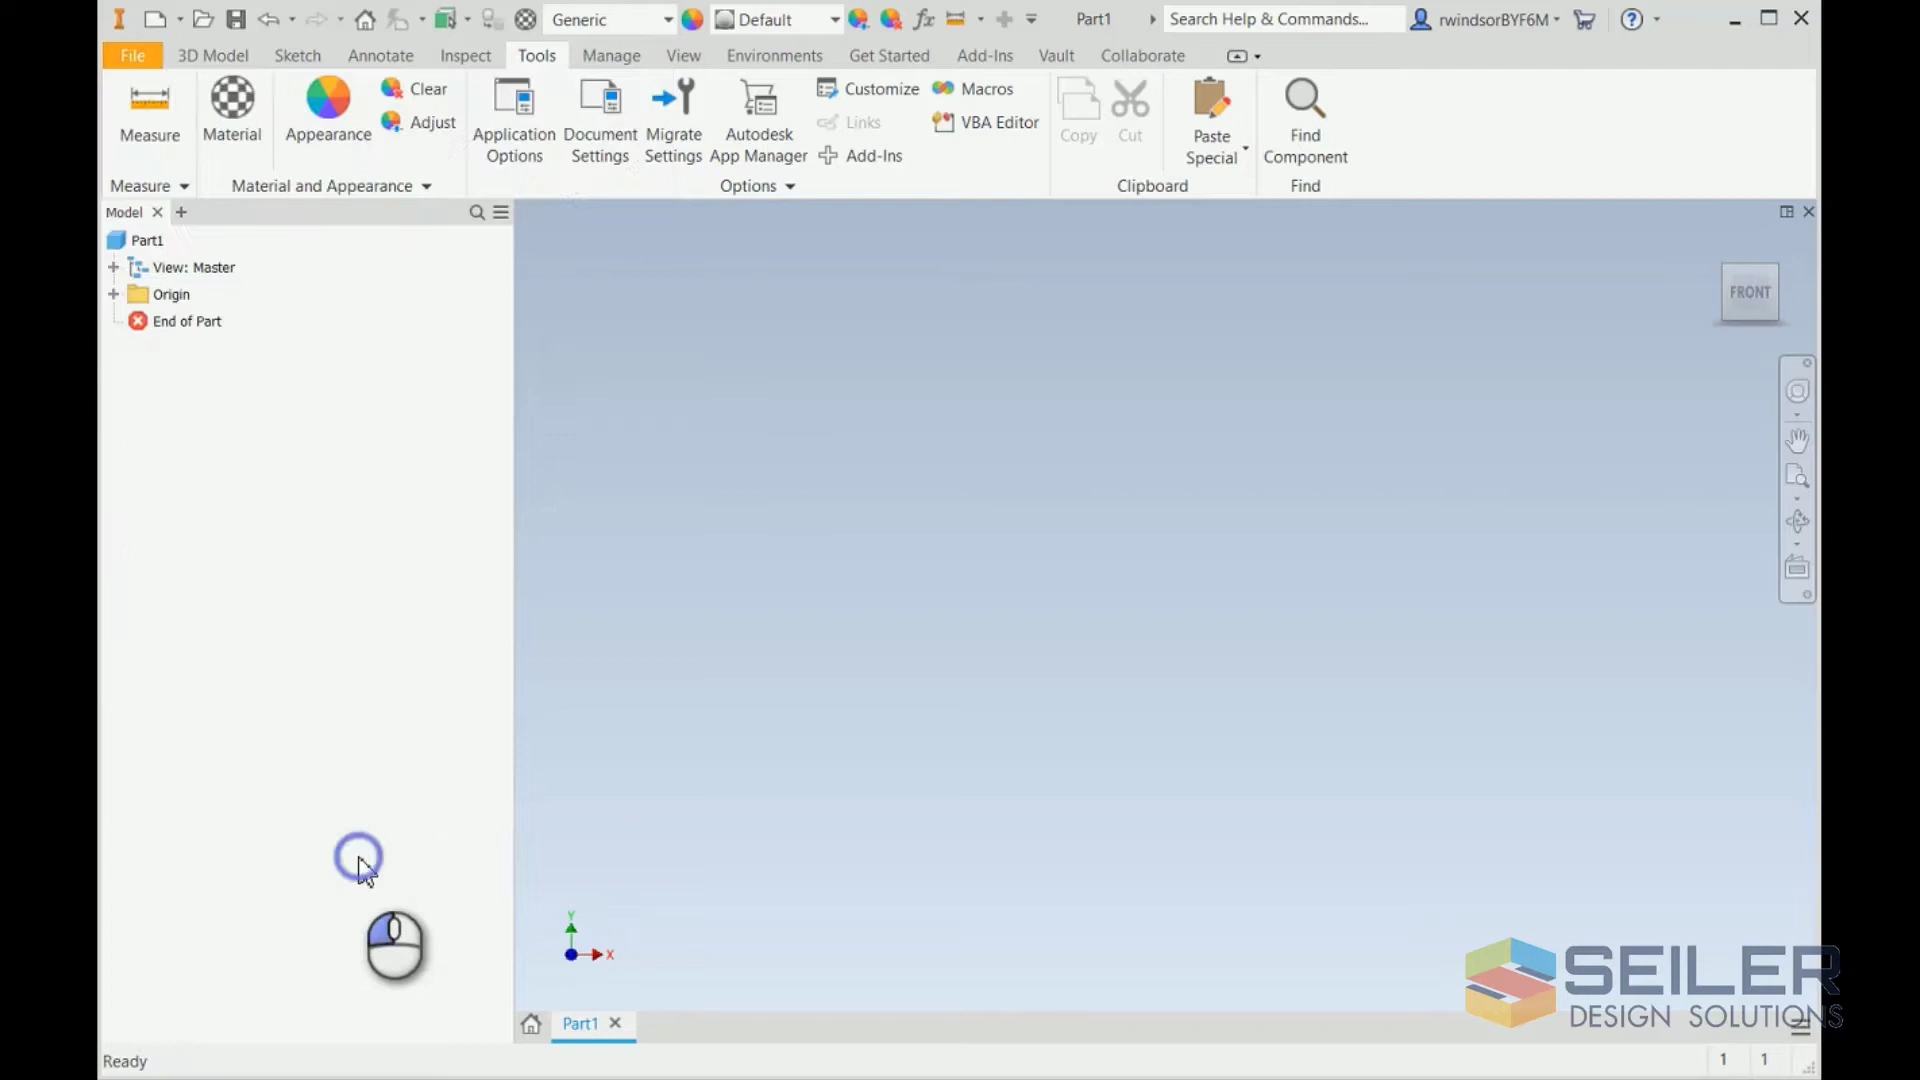 Generic
Default
Part1
Search Help & Commands...
rwindsorBYF6M
File
3D Model
Sketch
Annotate
Inspect
Tools
Manage
View
Environments
Get Started
Add-Ins
Vault
Collaborate
Measure
Material
Appearance
Clear
Adjust
Application
Options
Document
Settings
Migrate
Settings
Autodesk
App Manager
Customize
Links
Add-Ins
Macros
VBA Editor
Copy
Cut
Paste
Special
Find
Component
Measure
Material and Appearance
Options
Clipboard
Find
Model
Part1
View: Master
Origin
End of Part
FRONT
Y
X
SEILER
DESIGN SOLUTIONS
Part1
Ready
1
1